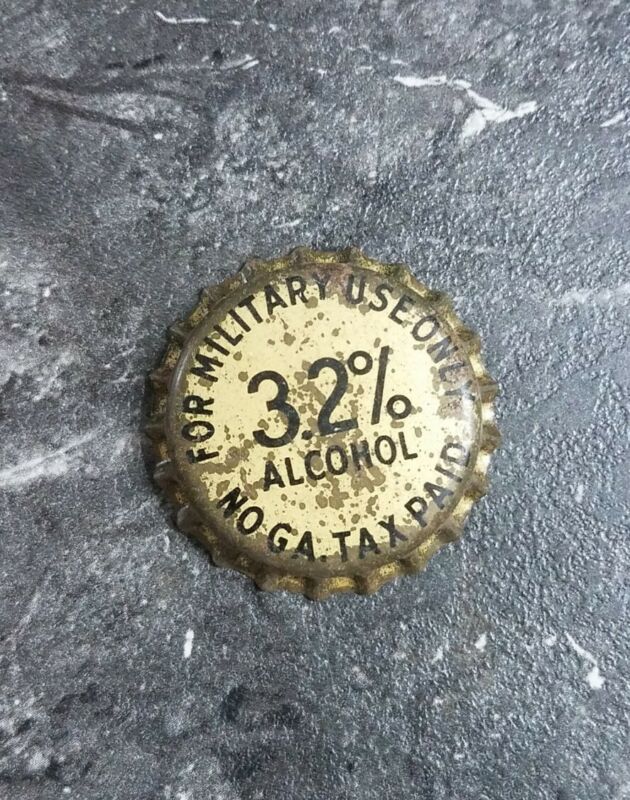 FOR MILITARY USE ONLY
3.2%
ALCOHOL
NO GA. TAX PAID